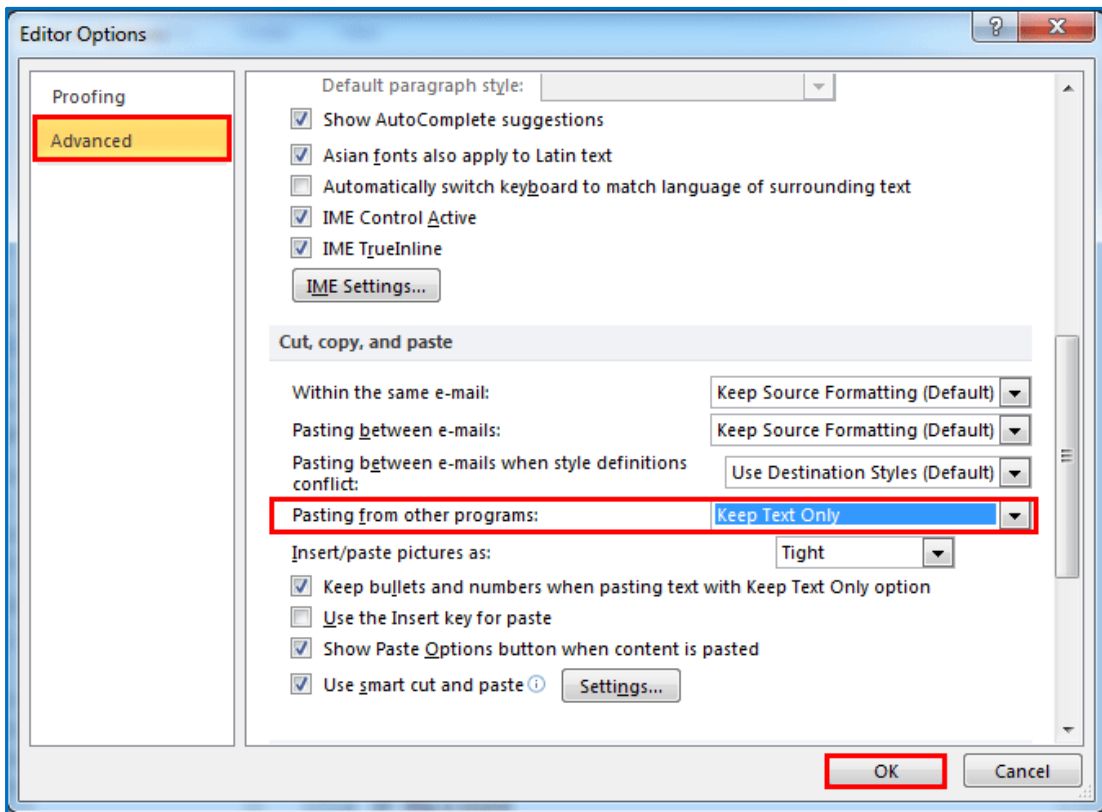 Editor Options
Proofing
Advanced
Default paragraph style:
Show AutoComplete suggestions
Asian fonts also apply to Latin text
Automatically switch keyboard to match language of surrounding text
IME Control Active
IME TrueInline
IME Settings...
Cut, copy, and paste
Within the same e-mail: Keep Source Formatting (Default)
Pasting between e-mails: Keep Source Formatting (Default)
Pasting between e-mails when style definitions
conflict: Use Destination Styles (Default)
Pasting from other programs: Keep Text Only
Insert/paste pictures as: Tight
Keep bullets and numbers when pasting text with Keep Text Only option
Use the Insert key for paste
Show Paste Options button when content is pasted
Use smart cut and paste Settings...
OK Cancel